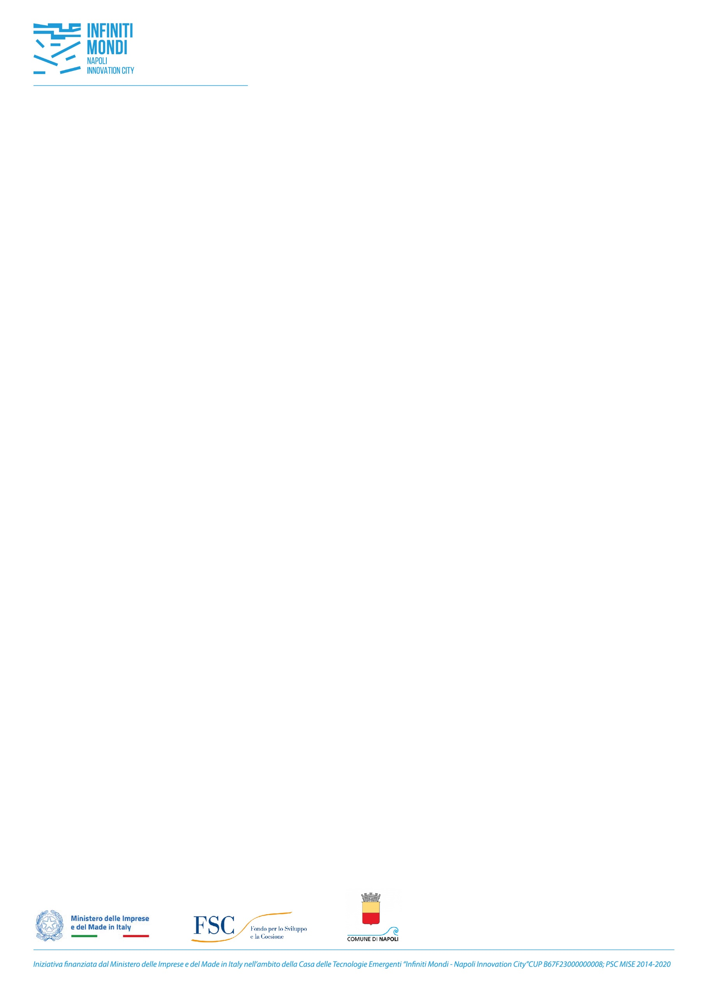 INFINITI
MONDI
NAPOLI
INNOVATION CITY
Ministero delle Imprese
e del Made in Italy
FSC
Fondo per lo Sviluppo
e la Coesione
COMUNE DI NAPOLI
Iniziativa finanziata dal Ministero delle Imprese e del Made in Italy nell’ambito della Casa delle Tecnologie Emergenti “Infiniti Mondi - Napoli Innovation City”CUP B67F23000000008; PSC MISE 2014-2020